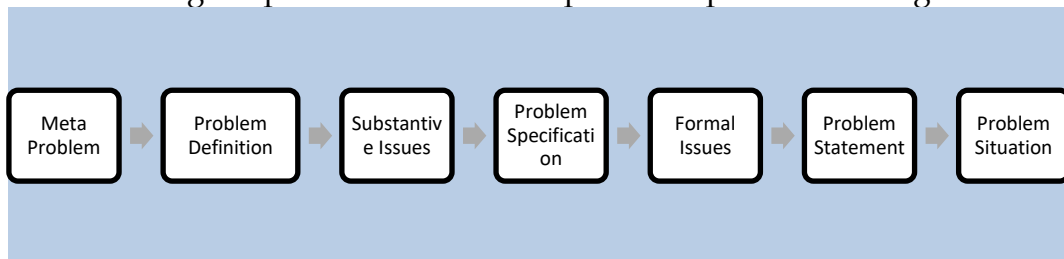 Meta
Problem
Problem
Definition
Substantiv
e Issues
Problem
Specificati
on
Formal
Issues
Problem
Statement
Problem
Situation